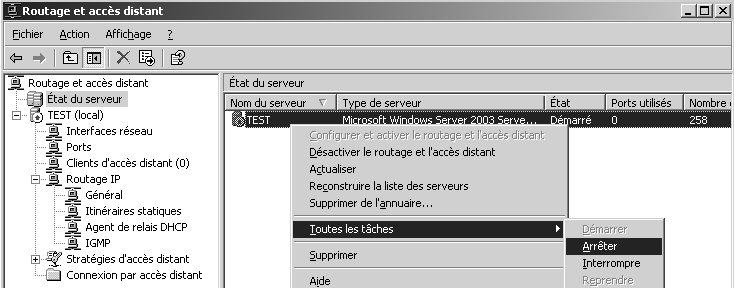 Routage et accès distant
Fichier Action Affichage ?
Routage et accès distant
État du serveur
TEST (local)
Interfaces réseau
Ports
Clients d'accès distant (0)
Routage IP
Général
Itinéraires statiques
Agent de relais DHCP
IGMP
Stratégies d'accès distant
Connexion par accès distant
État du serveur
Nom du serveur Type de serveur État Ports utilisés Nombre
TEST Microsoft Windows Server 2003 Serve... Démarré 0 258
Configurer et activer le routage et l'accès distant
Désactiver le routage et l'accès distant
Actualiser
Reconstruire la liste des serveurs
Supprimer de l'annuaire...
Toutes les tâches
Supprimer
Aide
Démarrer
Arrêter
Interrompre
Reprendre